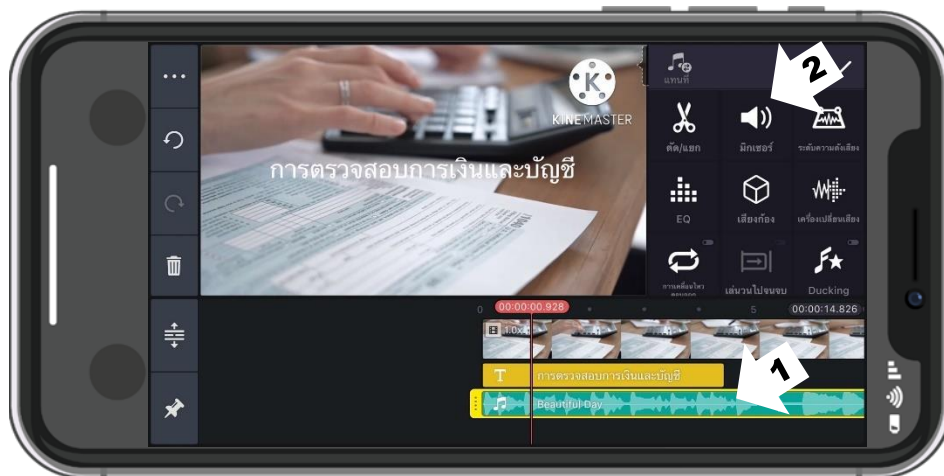 K
KINEMASTER
การตรวจสอบการเงินและบัญชี
แทนที่
2
ตัด/แยก
มิกเซอร์
ระดับความดังเสียง
EQ
เสียงก้อง
เครื่องเปลี่ยนเสียง
เล่นวนไปจนจบ
Ducking
0
00:00:00.928
5
00:00:14.826
1.0x
T การตรวจสอบการเงินและบัญชี
1
Beautiful Day